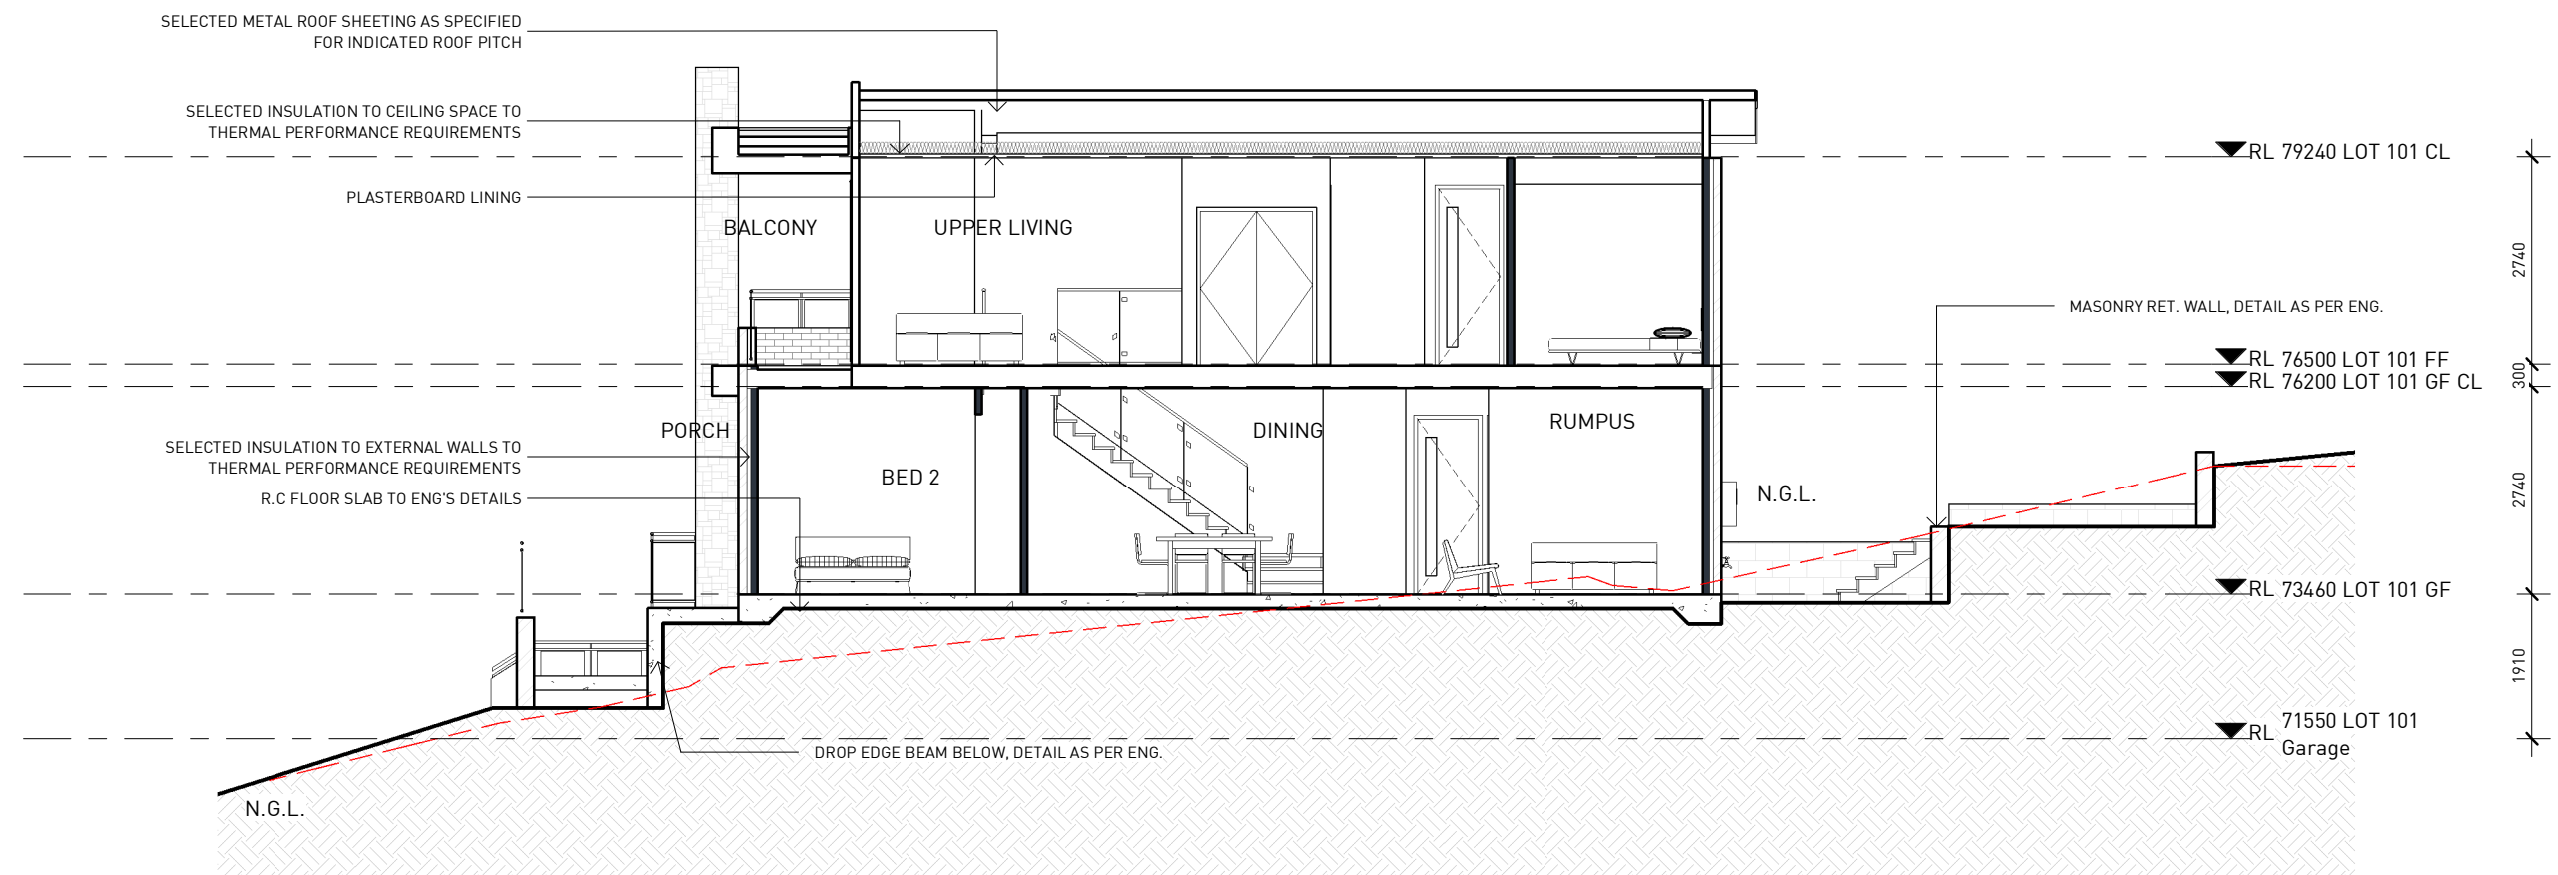 SELECTED METAL ROOF SHEETING AS SPECIFIED
FOR INDICATED ROOF PITCH
SELECTED INSULATION TO CEILING SPACE TO
THERMAL PERFORMANCE REQUIREMENTS
RL 79240 LOT 101 CL
PLASTERBOARD LINING
BALCONY
UPPER LIVING
2740
MASONRY RET. WALL, DETAIL AS PER ENG.
RL 76500 LOT 101 FF
300
RL 76200 LOT 101 GF CL
PORCH
DINING
RUMPUS
SELECTED INSULATION TO EXTERNAL WALLS TO
THERMAL PERFORMANCE REQUIREMENTS
BED 2
R.C FLOOR SLAB TO ENG'S DETAILS
N.G.L.
2740
RL 73460 LOT 101 GF
1910
RL 71550 LOT 101
Garage
DROP EDGE BEAM BELOW, DETAIL AS PER ENG.
N.G.L.